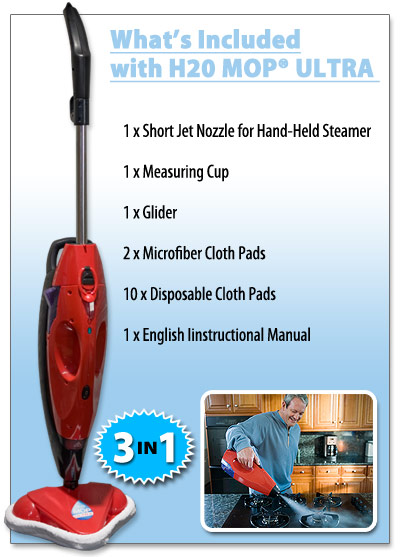 What's Included
with H20 MOP® ULTRA
1 x Short Jet Nozzle for Hand-Held Steamer
1 x Measuring Cup
1 x Glider
2 x Microfiber Cloth Pads
10 x Disposable Cloth Pads
1 x English Iinstructional Manual
3 IN 1